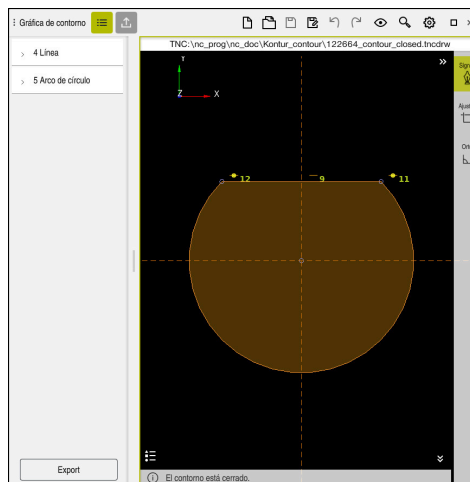 Gráfica de contorno
TNC:\nc_prog\nc_doc\Kontur_contour\122664_contour_closed.tncdrw
4 Línea
5 Arco de círculo
Y
Z X
12 9 11
Export
El contorno está cerrado.